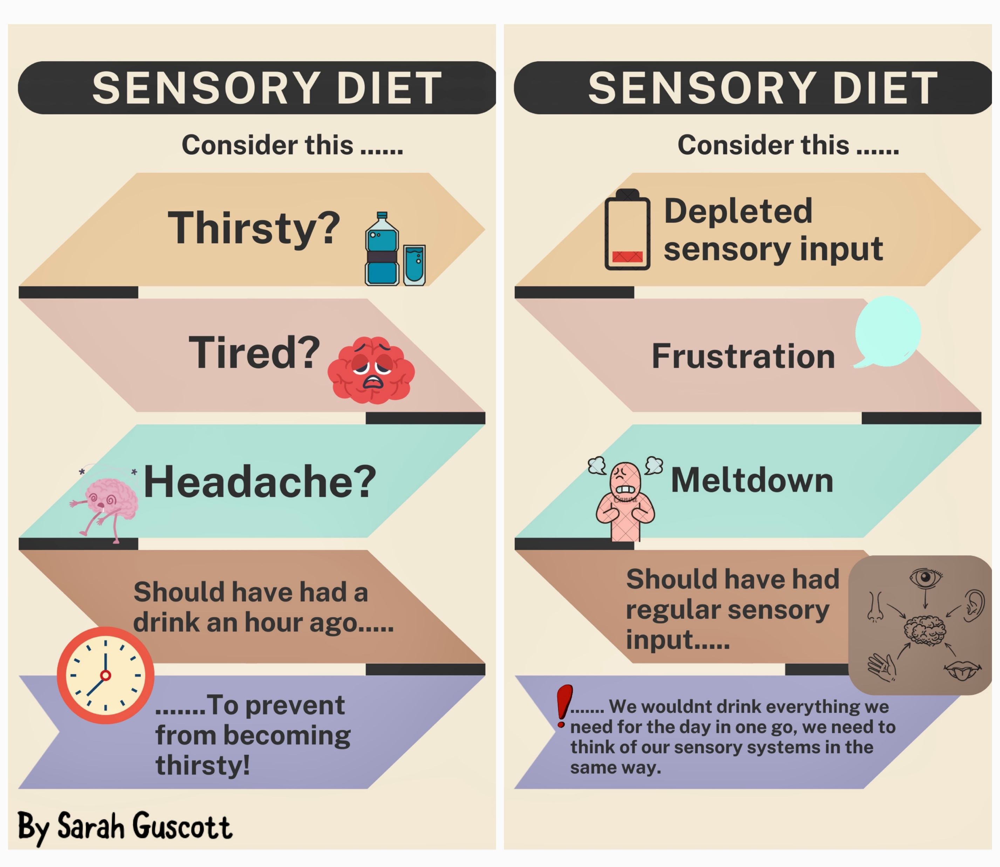 SENSORY DIET
Consider this ......
Thirsty?
Tired?
Headache?
Should have had a
drink an hour ago.....
.......To prevent
from becoming
thirsty!
By Sarah Guscott
SENSORY DIET
Consider this ......
Depleted
sensory input
Frustration
Meltdown
Canva
Should have had
regular sensory
input.....
....... We wouldnt drink everything we
need for the day in one go, we need to
think of our sensory systems in the
same way.